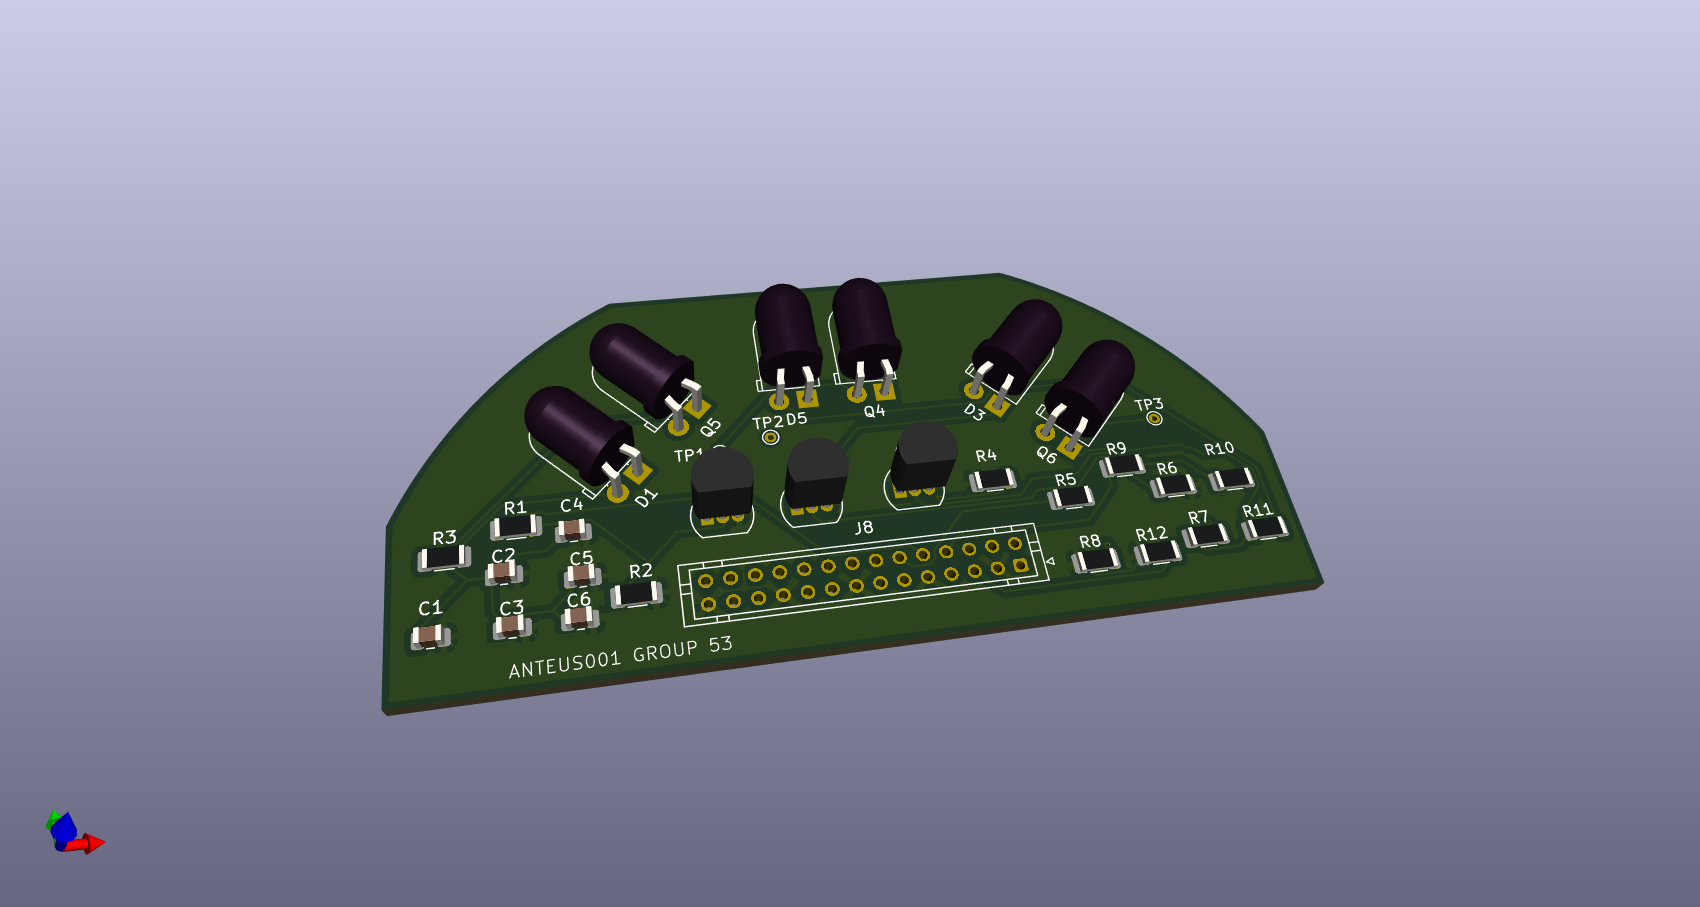 Q5
D1
TP2
D5
Q4
D3
Q6
TP3
TP1
R4
R9
R10
R5
R6
R1
C4
J8
R3
C2
C5
R2
R8
R12
R7
R11
C1
C3
C6
ANTEUS001 GROUP 53